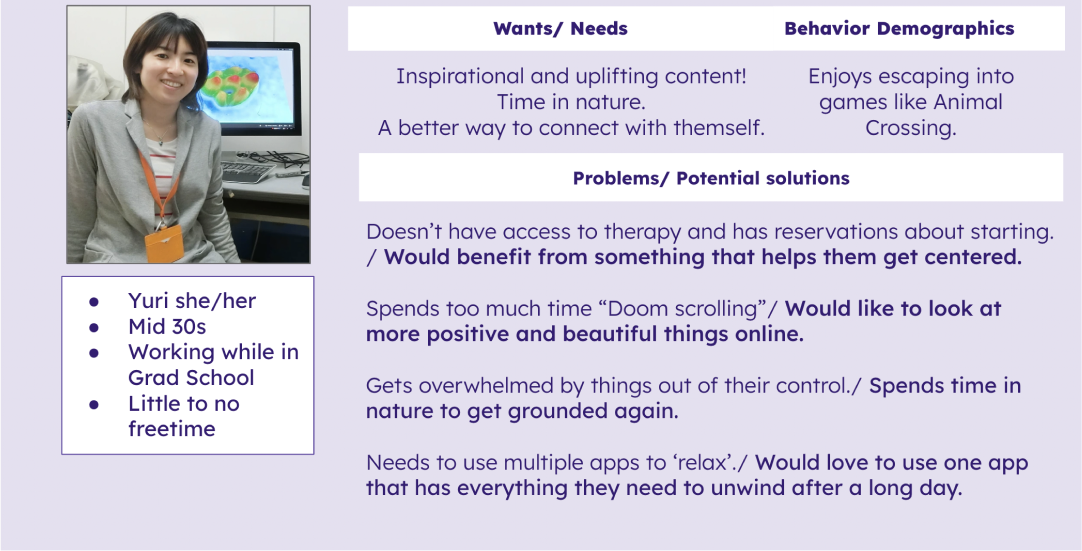 Wants/ Needs
Behavior Demographics
Inspirational and uplifting content!
Time in nature.
A better way to connect with themself.
Enjoys escaping into
games like Animal
Crossing.
Problems/ Potential solutions
Doesn’t have access to therapy and has reservations about starting.
/ Would benefit from something that helps them get centered.
Spends too much time “Doom scrolling”/ Would like to look at
more positive and beautiful things online.
Gets overwhelmed by things out of their control./ Spends time in
nature to get grounded again.
Needs to use multiple apps to ‘relax’./ Would love to use one app
that has everything they need to unwind after a long day.
● Yuri she/her
● Mid 30s
● Working while in
Grad School
● Little to no
freetime